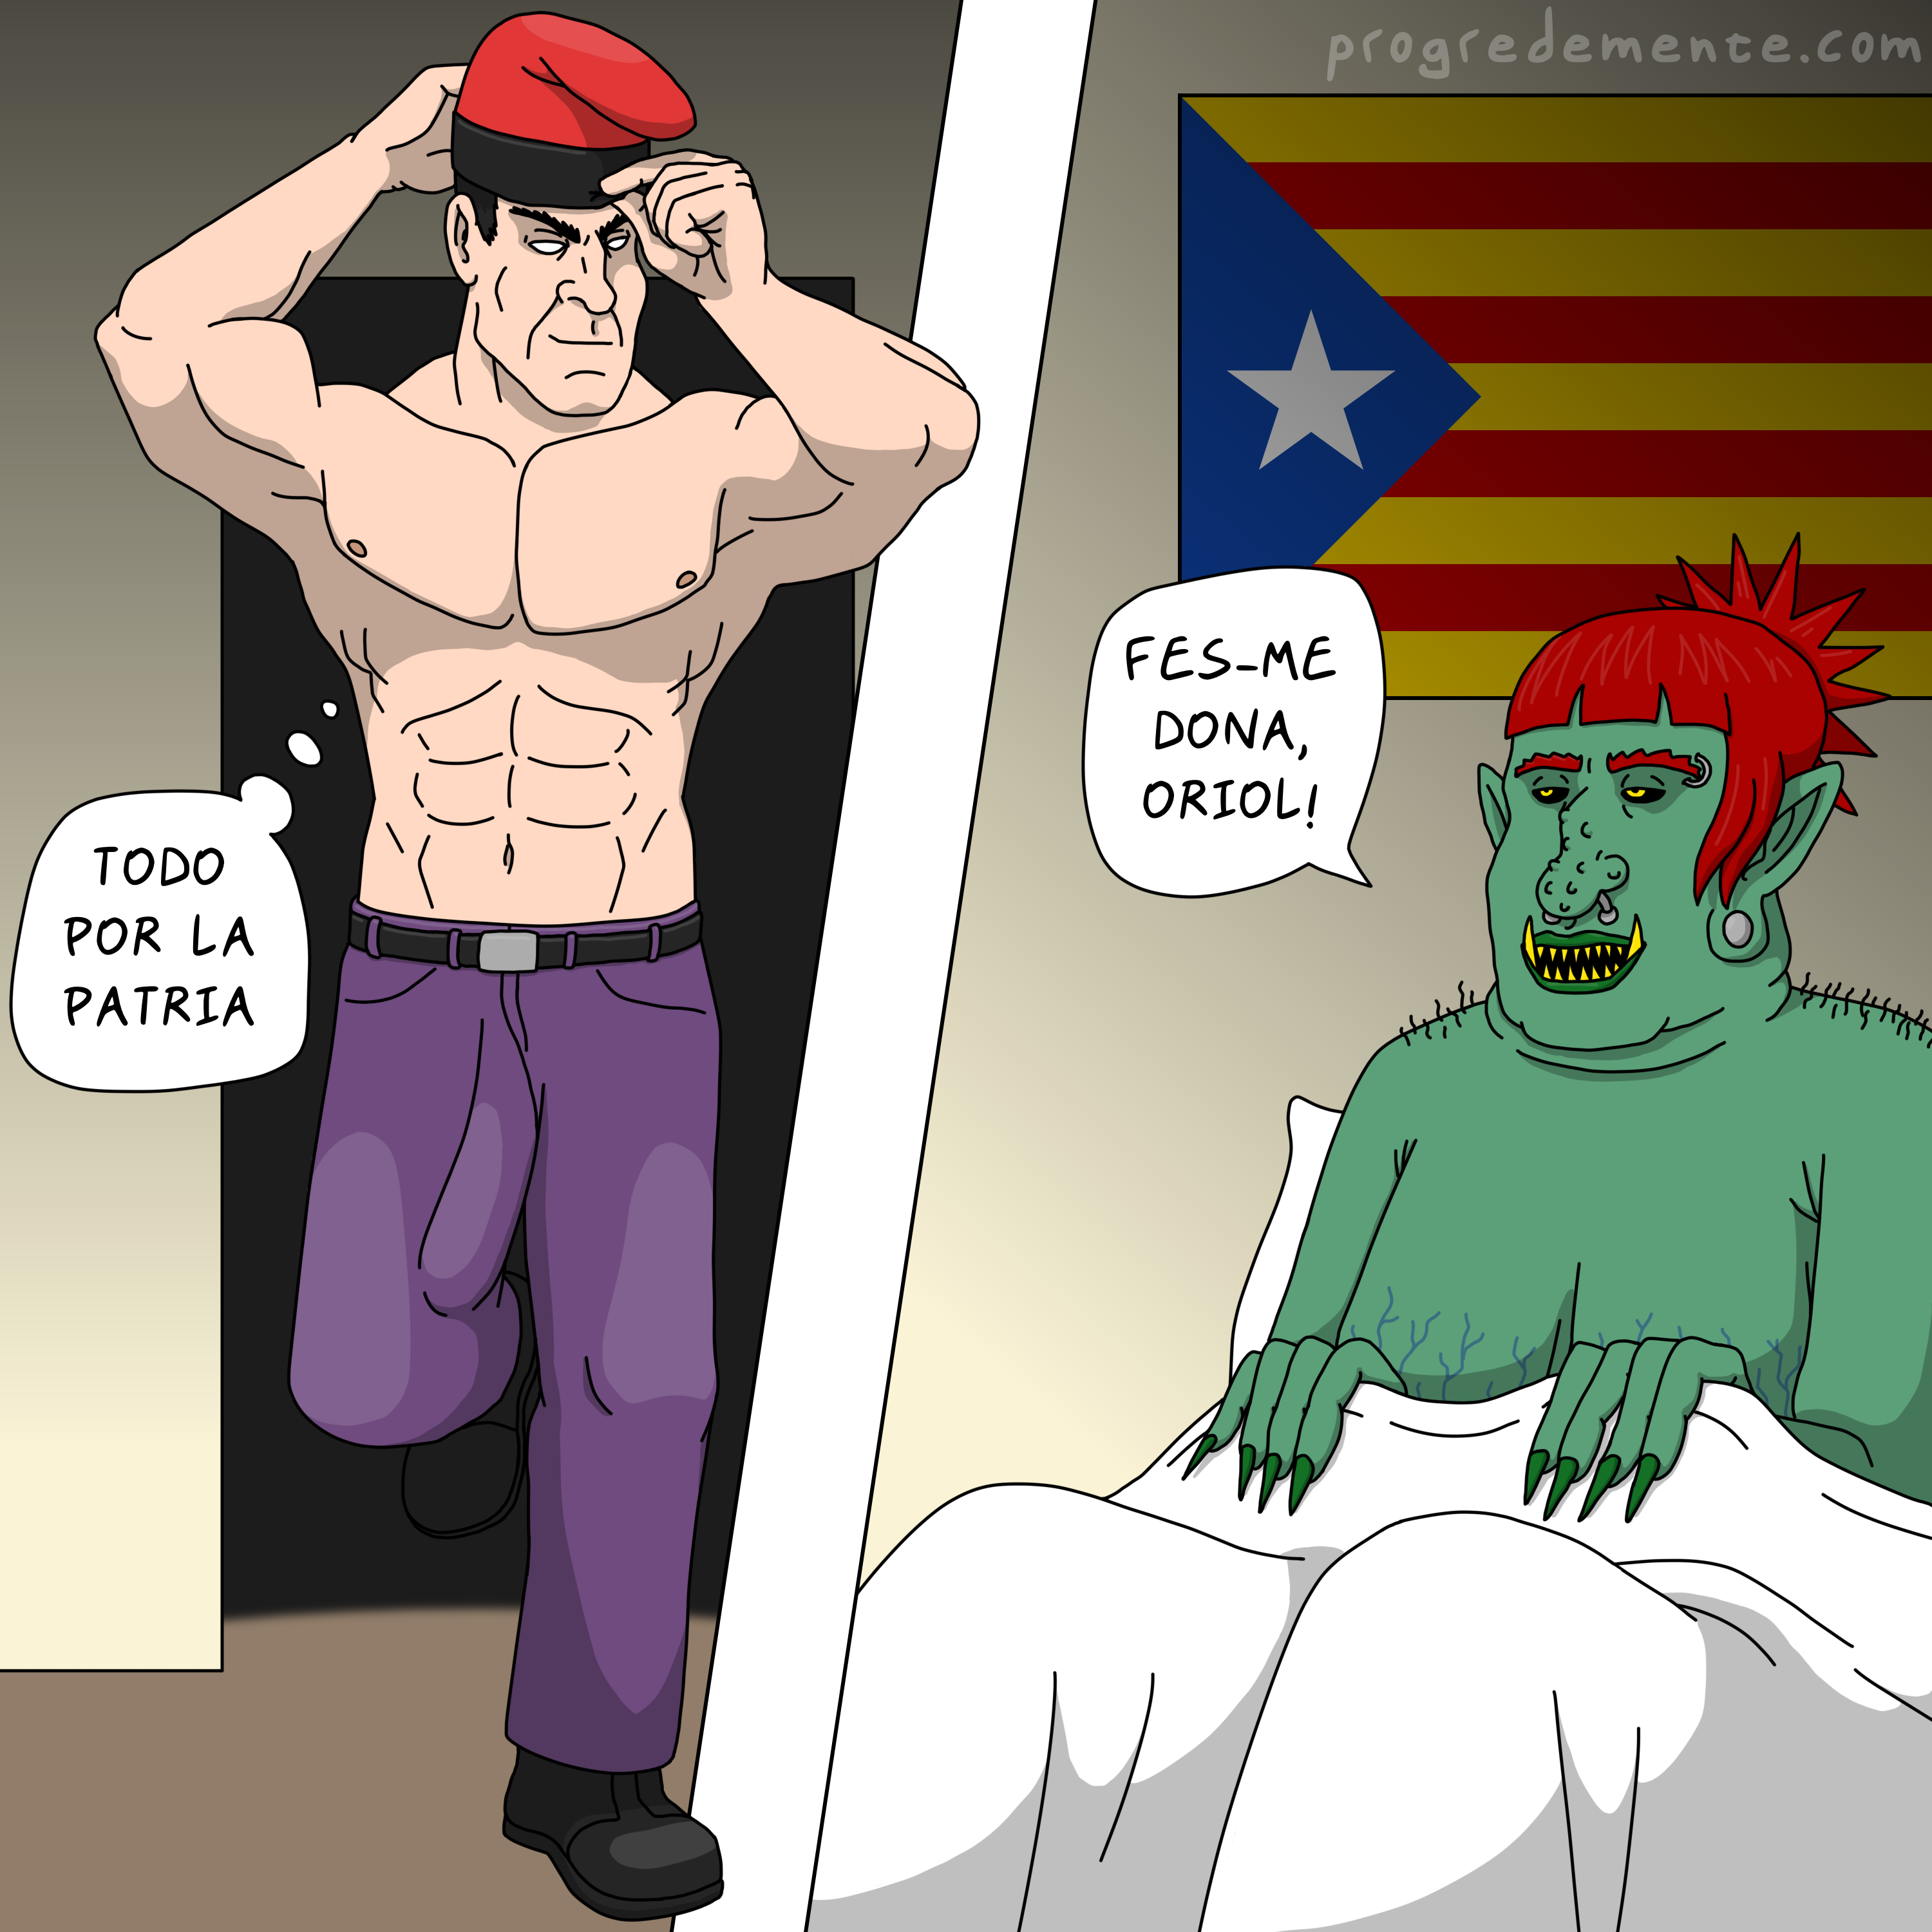 progredemente.com
TODO
POR LA
PATRIA
FES-ME
DONA,
ORIOL!